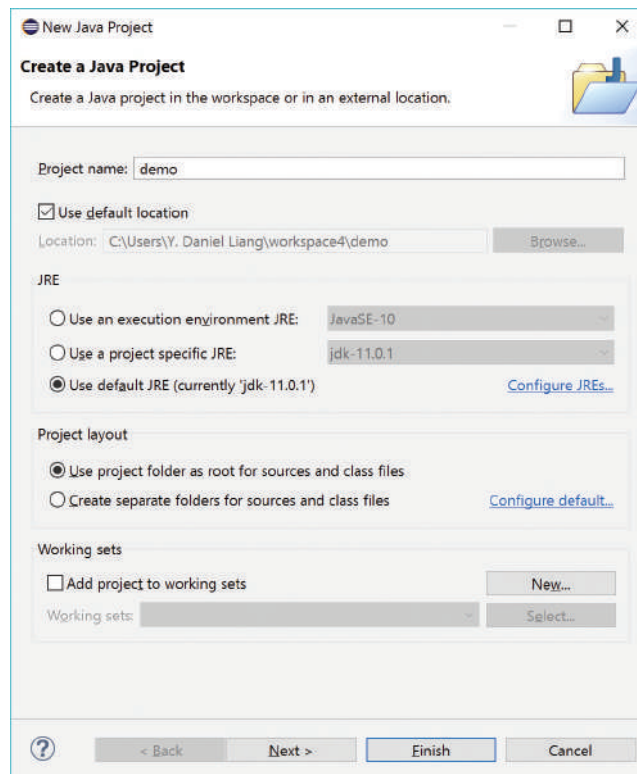 New Java Project
Create a Java Project
Create a Java project in the workspace or in an external location.
Project name: demo
Use default location
Location: C:\Users\Y. Daniel Liang\workspace4\demo Browse...
JRE
Use an execution environment JRE: JavaSE-10
Use a project specific JRE: jdk-11.0.1
Use default JRE (currently 'jdk-11.0.1') Configure JREs...
Project layout
Use project folder as root for sources and class files
Create separate folders for sources and class files Configure default...
Working sets
Add project to working sets New...
Working sets: Select...
? < Back Next > Finish Cancel